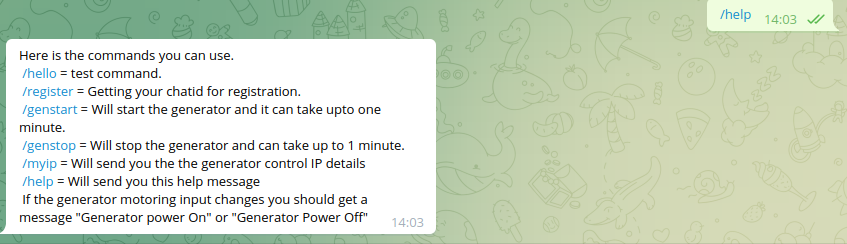 /help 14:03
Here is the commands you can use.
/hello = test command.
/register = Getting your chatid for registration.
/genstart = Will start the generator and it can take upto one
minute.
/genstop = Will stop the generator and can take up to 1 minute.
/myip = Will send you the the generator control IP details
/help = Will send you this help message
If the generator motoring input changes you should get a
message "Generator power On" or "Generator Power Off" 14:03